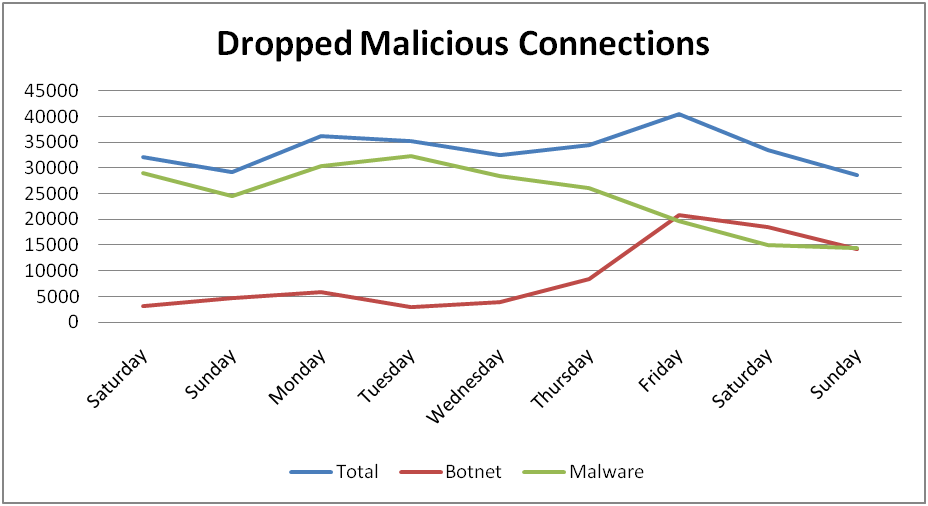 Dropped Malicious Connections
45000
40000
35000
30000
25000
20000
15000
10000
5000
0
Saturday
Sunday
Monday
Tuesday
Wednesday
Thursday
Friday
Saturday
Sunday
Total Botnet Malware